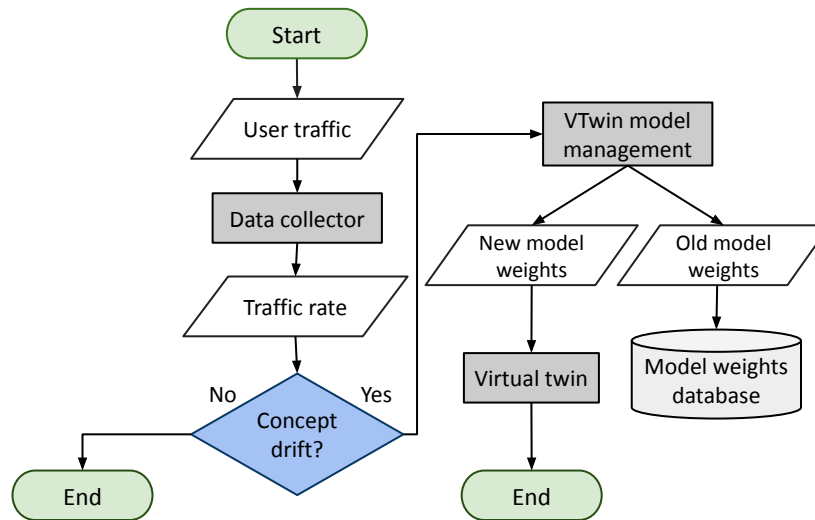 Start
User traffic
Data collector
Traffic rate
No
Yes
Concept
drift?
End
VTwin model
management
New model
weights
Old model
weights
Virtual twin
Model weights
database
End